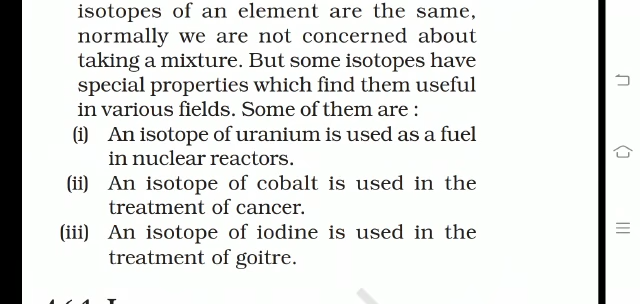 isotopes of an element are the same,
normally we are not concerned about
taking a mixture. But some isotopes have
special properties which find them useful
in various fields. Some of them are :
(i) An isotope of uranium is used as a fuel
in nuclear reactors.
(ii) An isotope of cobalt is used in the
treatment of cancer.
(iii) An isotope of iodine is used in the
treatment of goitre.